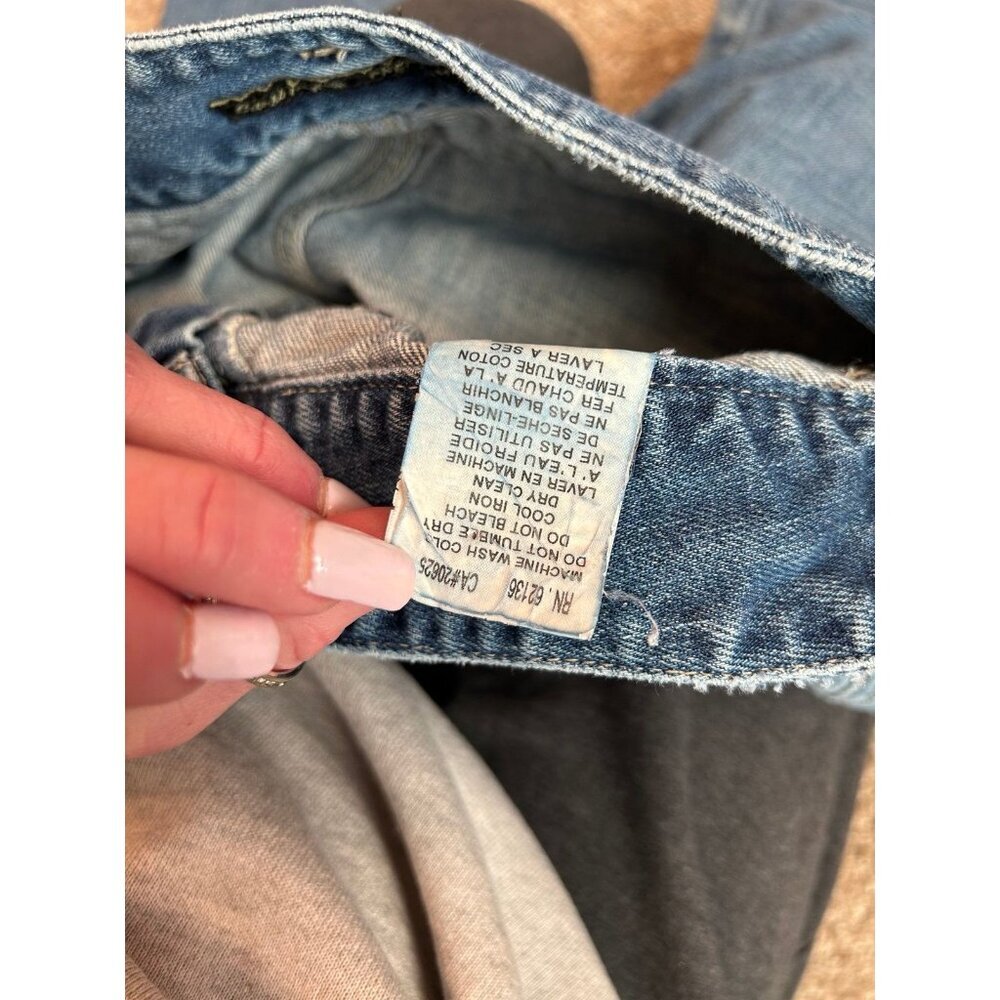 RN. 62136 CA#20625
MACHINE WASH COL
DO NOT TUMBLE DRY
DO NOT BLEACH
COOL IRON
DRY CLEAN
LAVER EN MACHINE
A' L'EAU FROIDE
NE PAS UTILISER
DE SECHE-LINGE
NE PAS BLANCHIR
FER CHAUD A' LA
TEMPERATURE COTON
LAVER A SEC